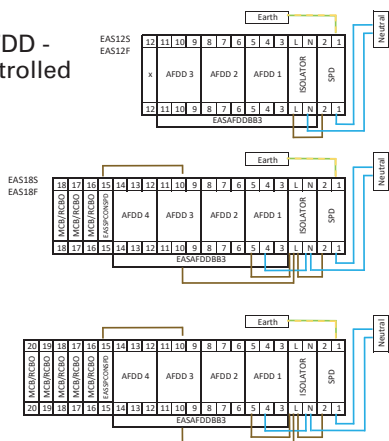 FDD -
trolled
EAS12S
EAS12F
Earth
Neutral
12 11 10 9 8 7 6 5 4 3 L N 2 1
x AFDD 3 AFDD 2 AFDD 1 ISOLATOR SPD
12 11 10 9 8 7 6 5 4 3 L N 2 1
EASAFDDBB3
EAS18S
EAS18F
Earth
Neutral
18 17 16 15 14 13 12 11 10 9 8 7 6 5 4 3 L N 2 1
MCB/RCBO MCB/RCBO MCB/RCBO EASSPCONSPD AFDD 4 AFDD 3 AFDD 2 AFDD 1 ISOLATOR SPD
18 17 16 15 14 13 12 11 10 9 8 7 6 5 4 3 L N 2 1
EASAFDDBB3
Earth
Neutral
20 19 18 17 16 15 14 13 12 11 10 9 8 7 6 5 4 3 L N 2 1
MCB/RCBO MCB/RCBO MCB/RCBO MCB/RCBO MCB/RCBO EASSPCONSPD AFDD 4 AFDD 3 AFDD 2 AFDD 1 ISOLATOR SPD
20 19 18 17 16 15 14 13 12 11 10 9 8 7 6 5 4 3 L N 2 1
EASAFDDBB3